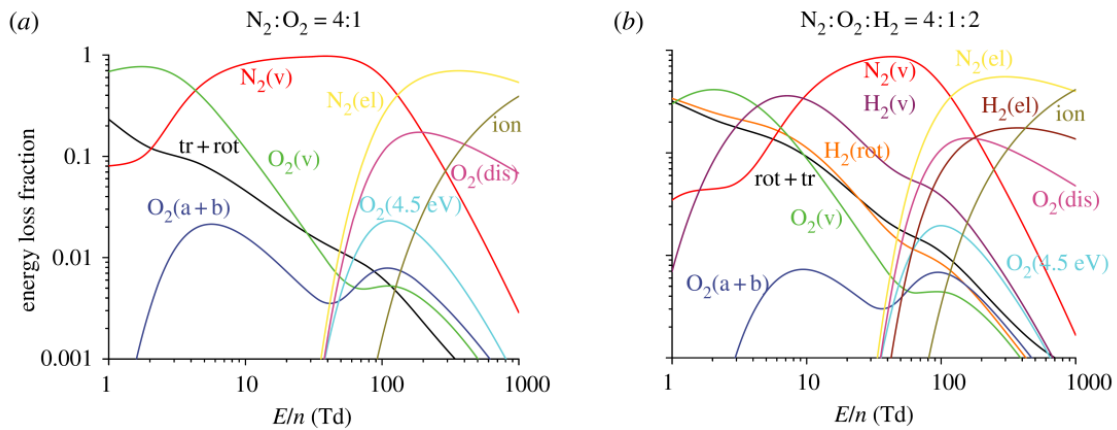 (a)
N₂:O₂ = 4:1
energy loss fraction
1
0.1
0.01
0.001
N₂(v)
N₂(el)
ion
tr + rot
O₂(v)
O₂(dis)
O₂(a + b)
O₂(4.5 eV)
1
10
100
1000
E/n (Td)
(b)
N₂:O₂:H₂ = 4:1:2
N₂(el)
N₂(v)
H₂(v)
H₂(el)
ion
H₂(rot)
rot + tr
O₂(dis)
O₂(v)
O₂(4.5 eV)
O₂(a + b)
1
10
100
1000
E/n (Td)